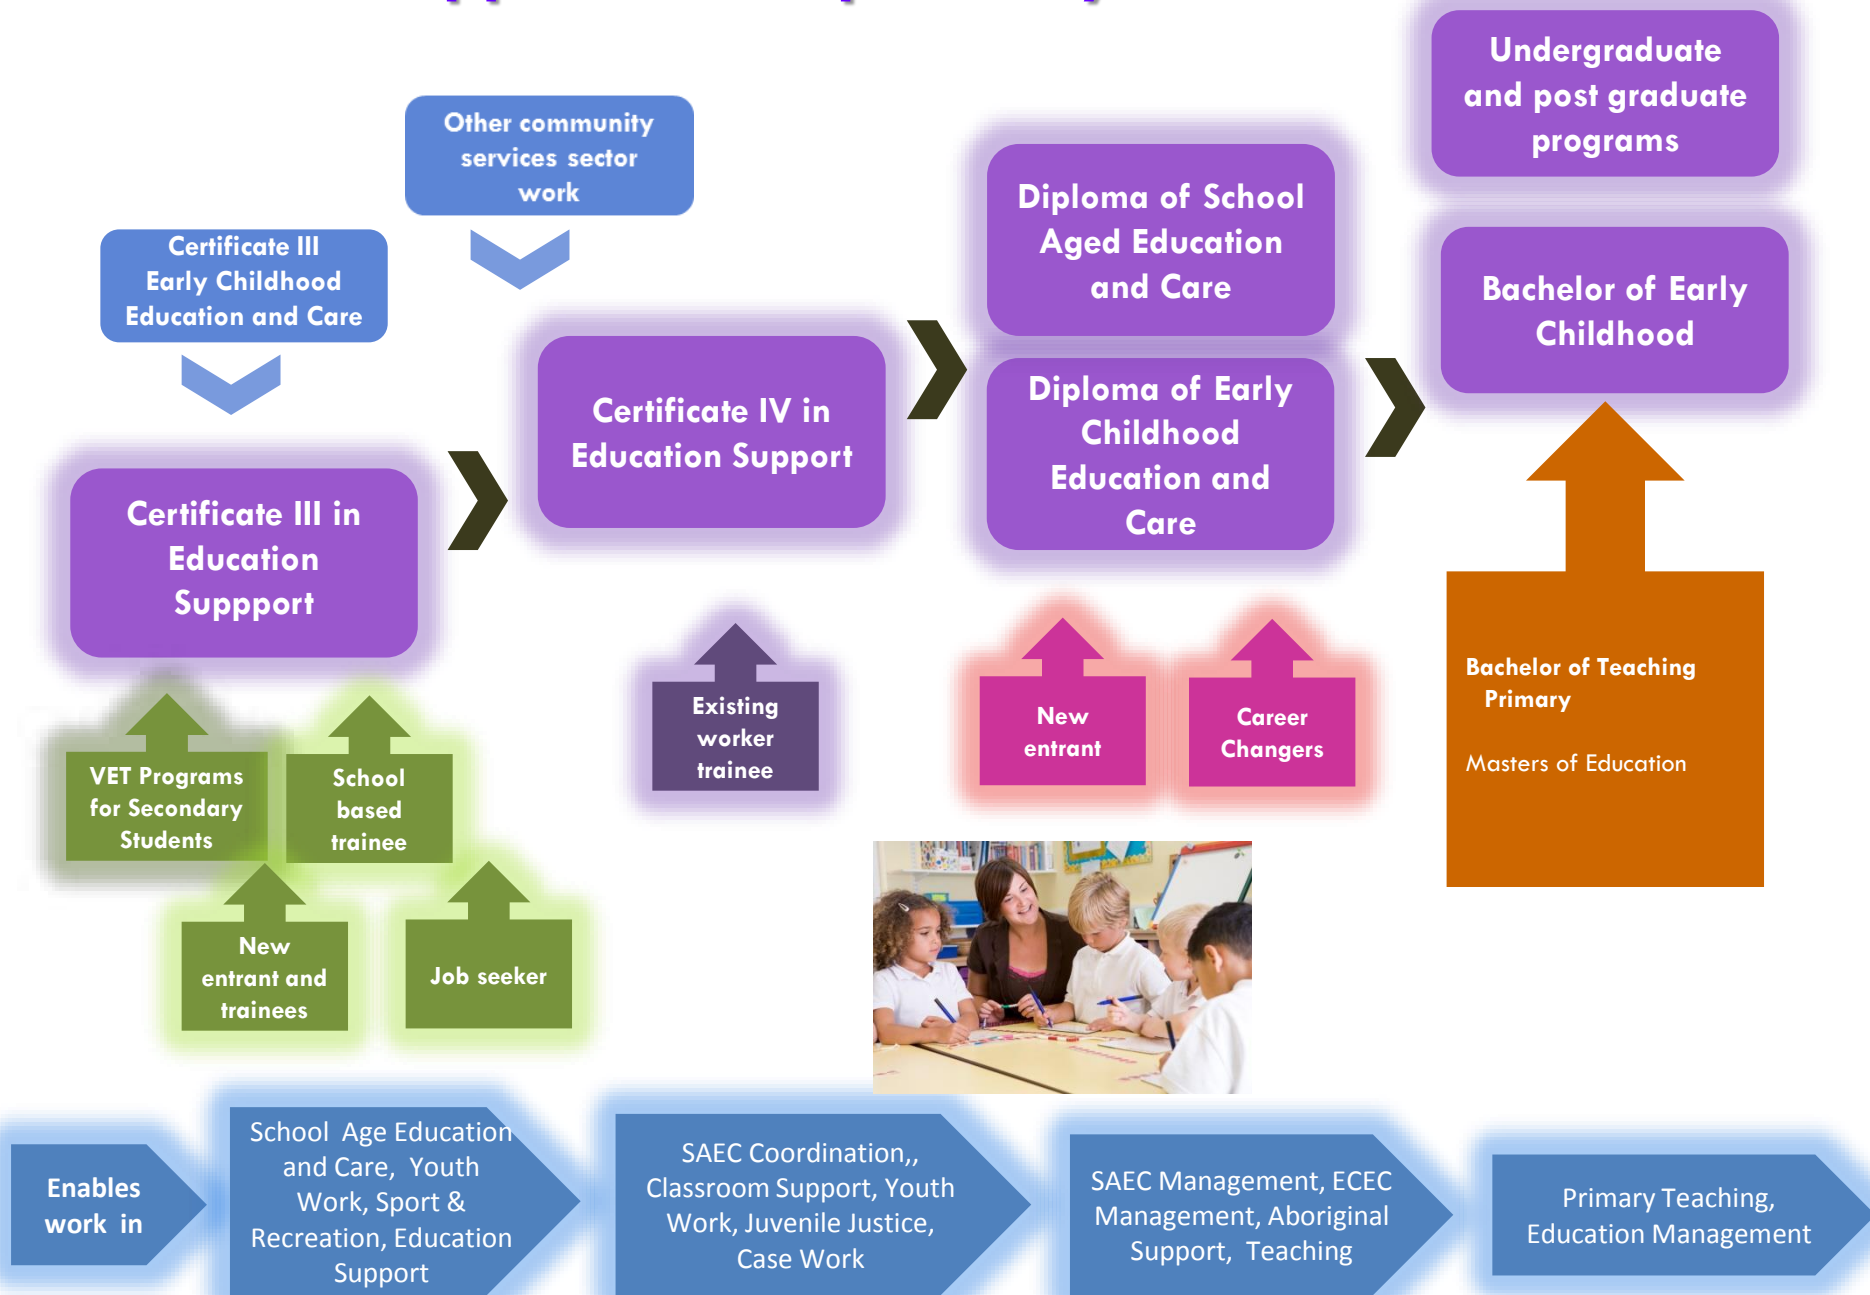 Undergraduate
and post graduate
programs
Other community
services sector
work
Diploma of School
Aged Education
and Care
Certificate III
Early Childhood
Education and Care
Bachelor of Early
Childhood
Certificate IV in
Education Support
Diploma of Early
Childhood
Education and
Care
Certificate III in
Education
Suppport
Existing
worker
trainee
New
entrant
Career
Changers
Bachelor of Teaching
Primary
Masters of Education
VET Programs
for Secondary
Students
School
based
trainee
New
entrant and
trainees
Job seeker
Enables
work in
School Age Education
and Care, Youth
Work, Sport &
Recreation, Education
Support
SAEC Coordination,,
Classroom Support, Youth
Work, Juvenile Justice,
Case Work
SAEC Management, ECEC
Management, Aboriginal
Support, Teaching
Primary Teaching,
Education Management